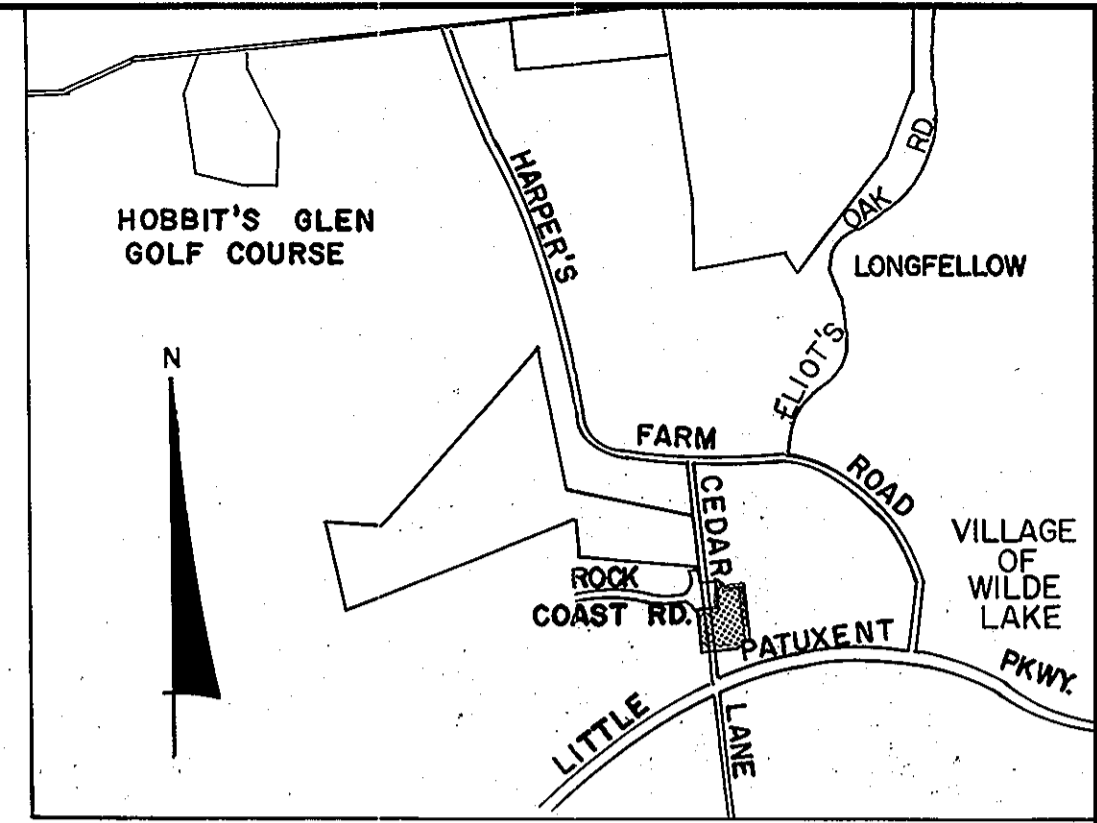 HARPER'S
OAK RD
HOBBIT'S GLEN
GOLF COURSE
LONGFELLOW
N
ELIOT'S
FARM
ROAD
CEDAR
VILLAGE
OF
WILDE
LAKE
ROCK
COAST RD.
PATUXENT
PKWY.
LITTLE
LANE